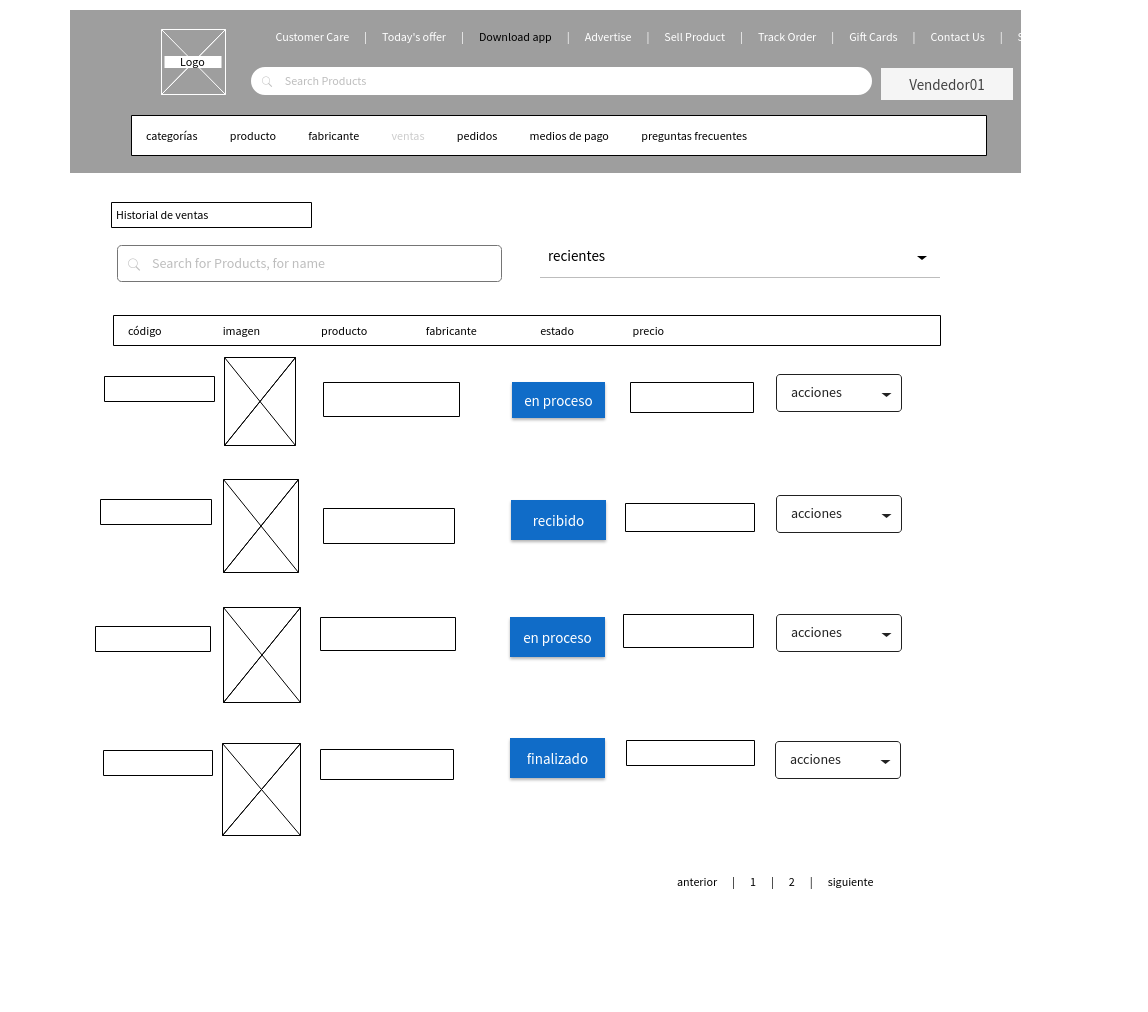 Customer Care | Today's offer | Download app | Advertise | Sell Product | Track Order | Gift Cards | Contact Us |
Logo
Search Products
Vendedor01
categorías producto fabricante ventas pedidos medios de pago preguntas frecuentes
Historial de ventas
Search for Products, for name
recientes
código imagen producto fabricante estado precio
en proceso acciones
recibido acciones
en proceso acciones
finalizado acciones
anterior | 1 | 2 | siguiente